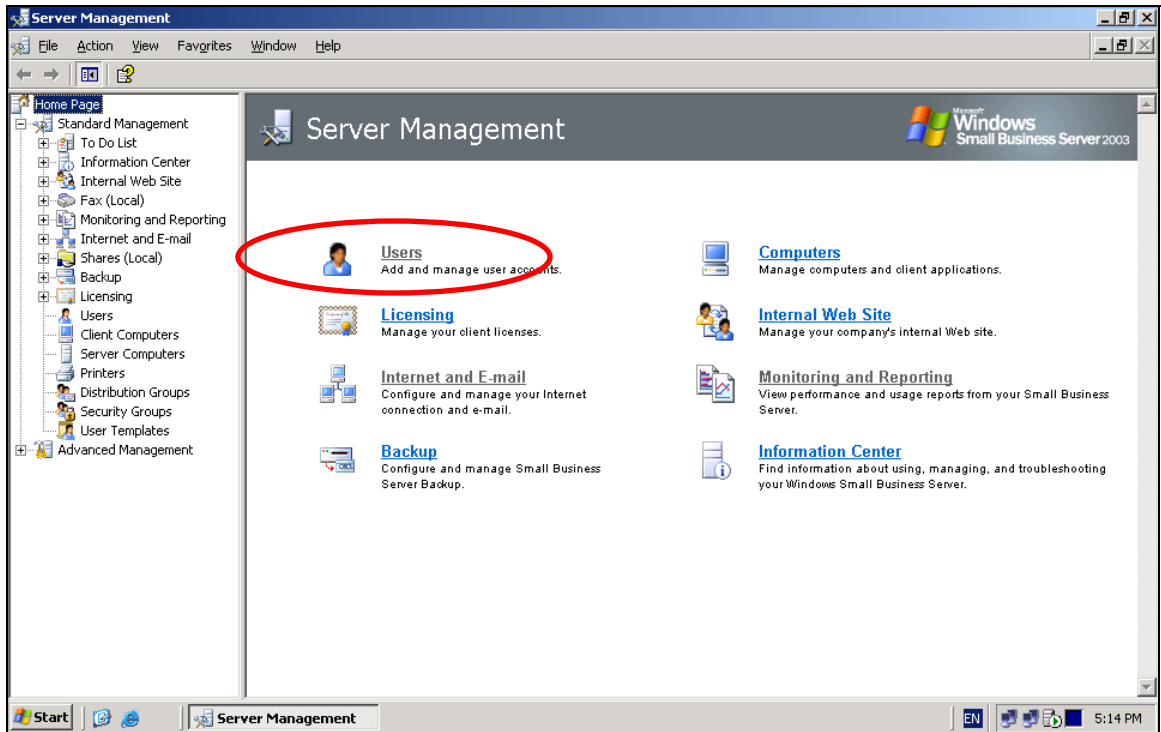 Server Management
File Action View Favorites Window Help
Home Page
Standard Management
To Do List
Information Center
Internal Web Site
Fax (Local)
Monitoring and Reporting
Internet and E-mail
Shares (Local)
Backup
Licensing
Users
Client Computers
Server Computers
Printers
Distribution Groups
Security Groups
User Templates
Advanced Management
Server Management
Microsoft
Windows
Small Business Server 2003
Users
Add and manage user accounts.
Computers
Manage computers and client applications.
Licensing
Manage your client licenses.
Internal Web Site
Manage your company's internal Web site.
Internet and E-mail
Configure and manage your Internet
connection and e-mail.
Monitoring and Reporting
View performance and usage reports from your Small Business
Server.
Backup
Configure and manage Small Business
Server Backup.
Information Center
Find information about using, managing, and troubleshooting
your Windows Small Business Server.
Start Server Management EN 5:14 PM